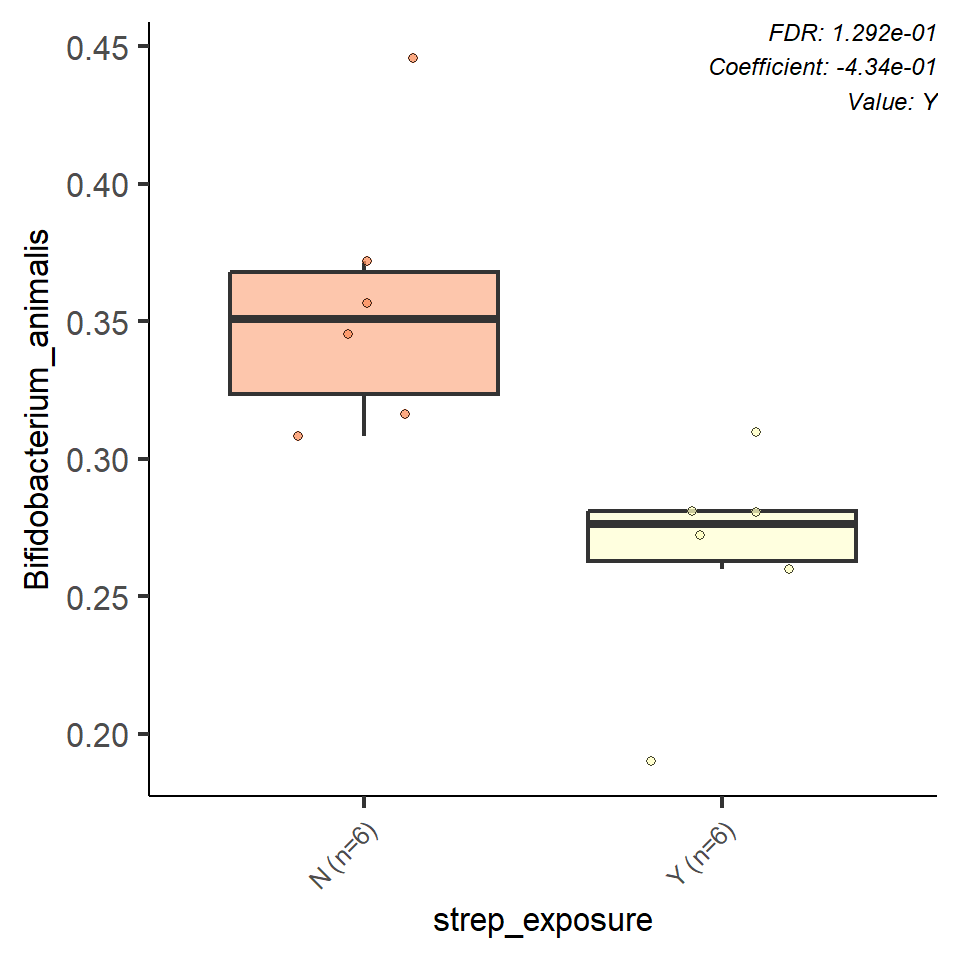 FDR: 1.292e-01
Coefficient: -4.34e-01
Value: Y
Bifidobacterium_animalis
0.45
0.40
0.35
0.30
0.25
0.20
N (n=6)
Y (n=6)
strep_exposure